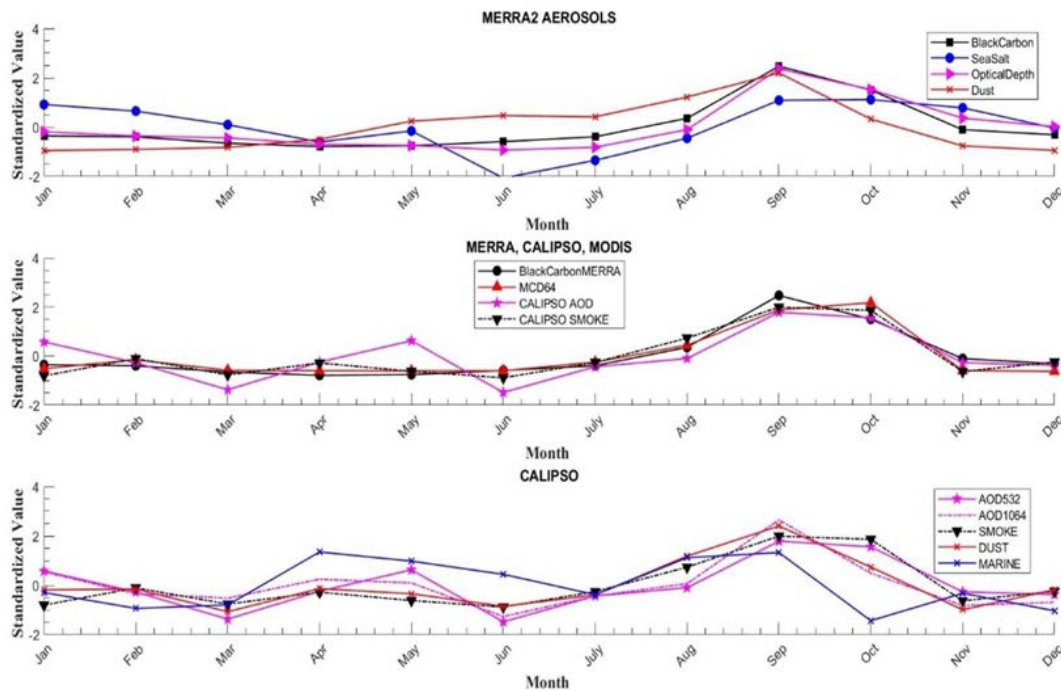 MERRA2 AEROSOLS
Standardized Value
4
2
0
-2
BlackCarbon
SeaSalt
OpticalDepth
Dust
Jan Feb Mar Apr May Jun July Aug Sep Oct Nov Dec
Month
MERRA, CALIPSO, MODIS
Standardized Value
4
2
0
-2
BlackCarbonMERRA
MCD64
CALIPSO AOD
CALIPSO SMOKE
Jan Feb Mar Apr May Jun July Aug Sep Oct Nov Dec
Month
CALIPSO
Standardized Value
4
2
0
-2
AOD532
AOD1064
SMOKE
DUST
MARINE
Jan Feb Mar Apr May Jun July Aug Sep Oct Nov Dec
Month